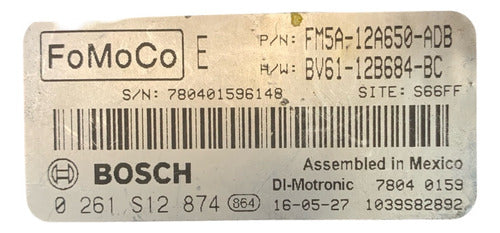 FoMoCo E P/N: FM5A-12A650-ADB
H/W: BV61-12B684-BC
S/N: 780401596148 SITE: S66FF
BOSCH Assembled in Mexico
DI-Motronic 7804 0159
0 261 S12 874 864 16-05-27 1039S82892